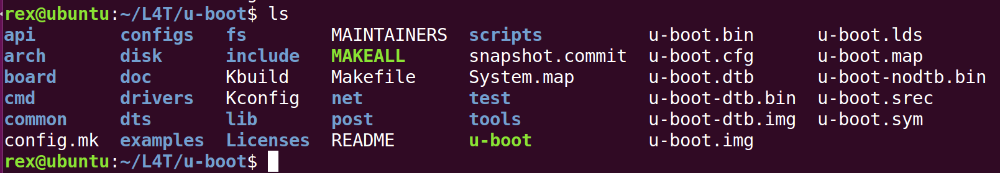 rex@ubuntu:~/L4T/u-boot$ ls
api configs fs MAINTAINERS scripts u-boot.bin u-boot.lds
arch disk include MAKEALL snapshot.commit u-boot.cfg u-boot.map
board doc Kbuild Makefile System.map u-boot.dtb u-boot-nodtb.bin
cmd drivers Kconfig net test u-boot-dtb.bin u-boot.srec
common dts lib post tools u-boot-dtb.img u-boot.sym
config.mk examples Licenses README u-boot u-boot.img
rex@ubuntu:~/L4T/u-boot$